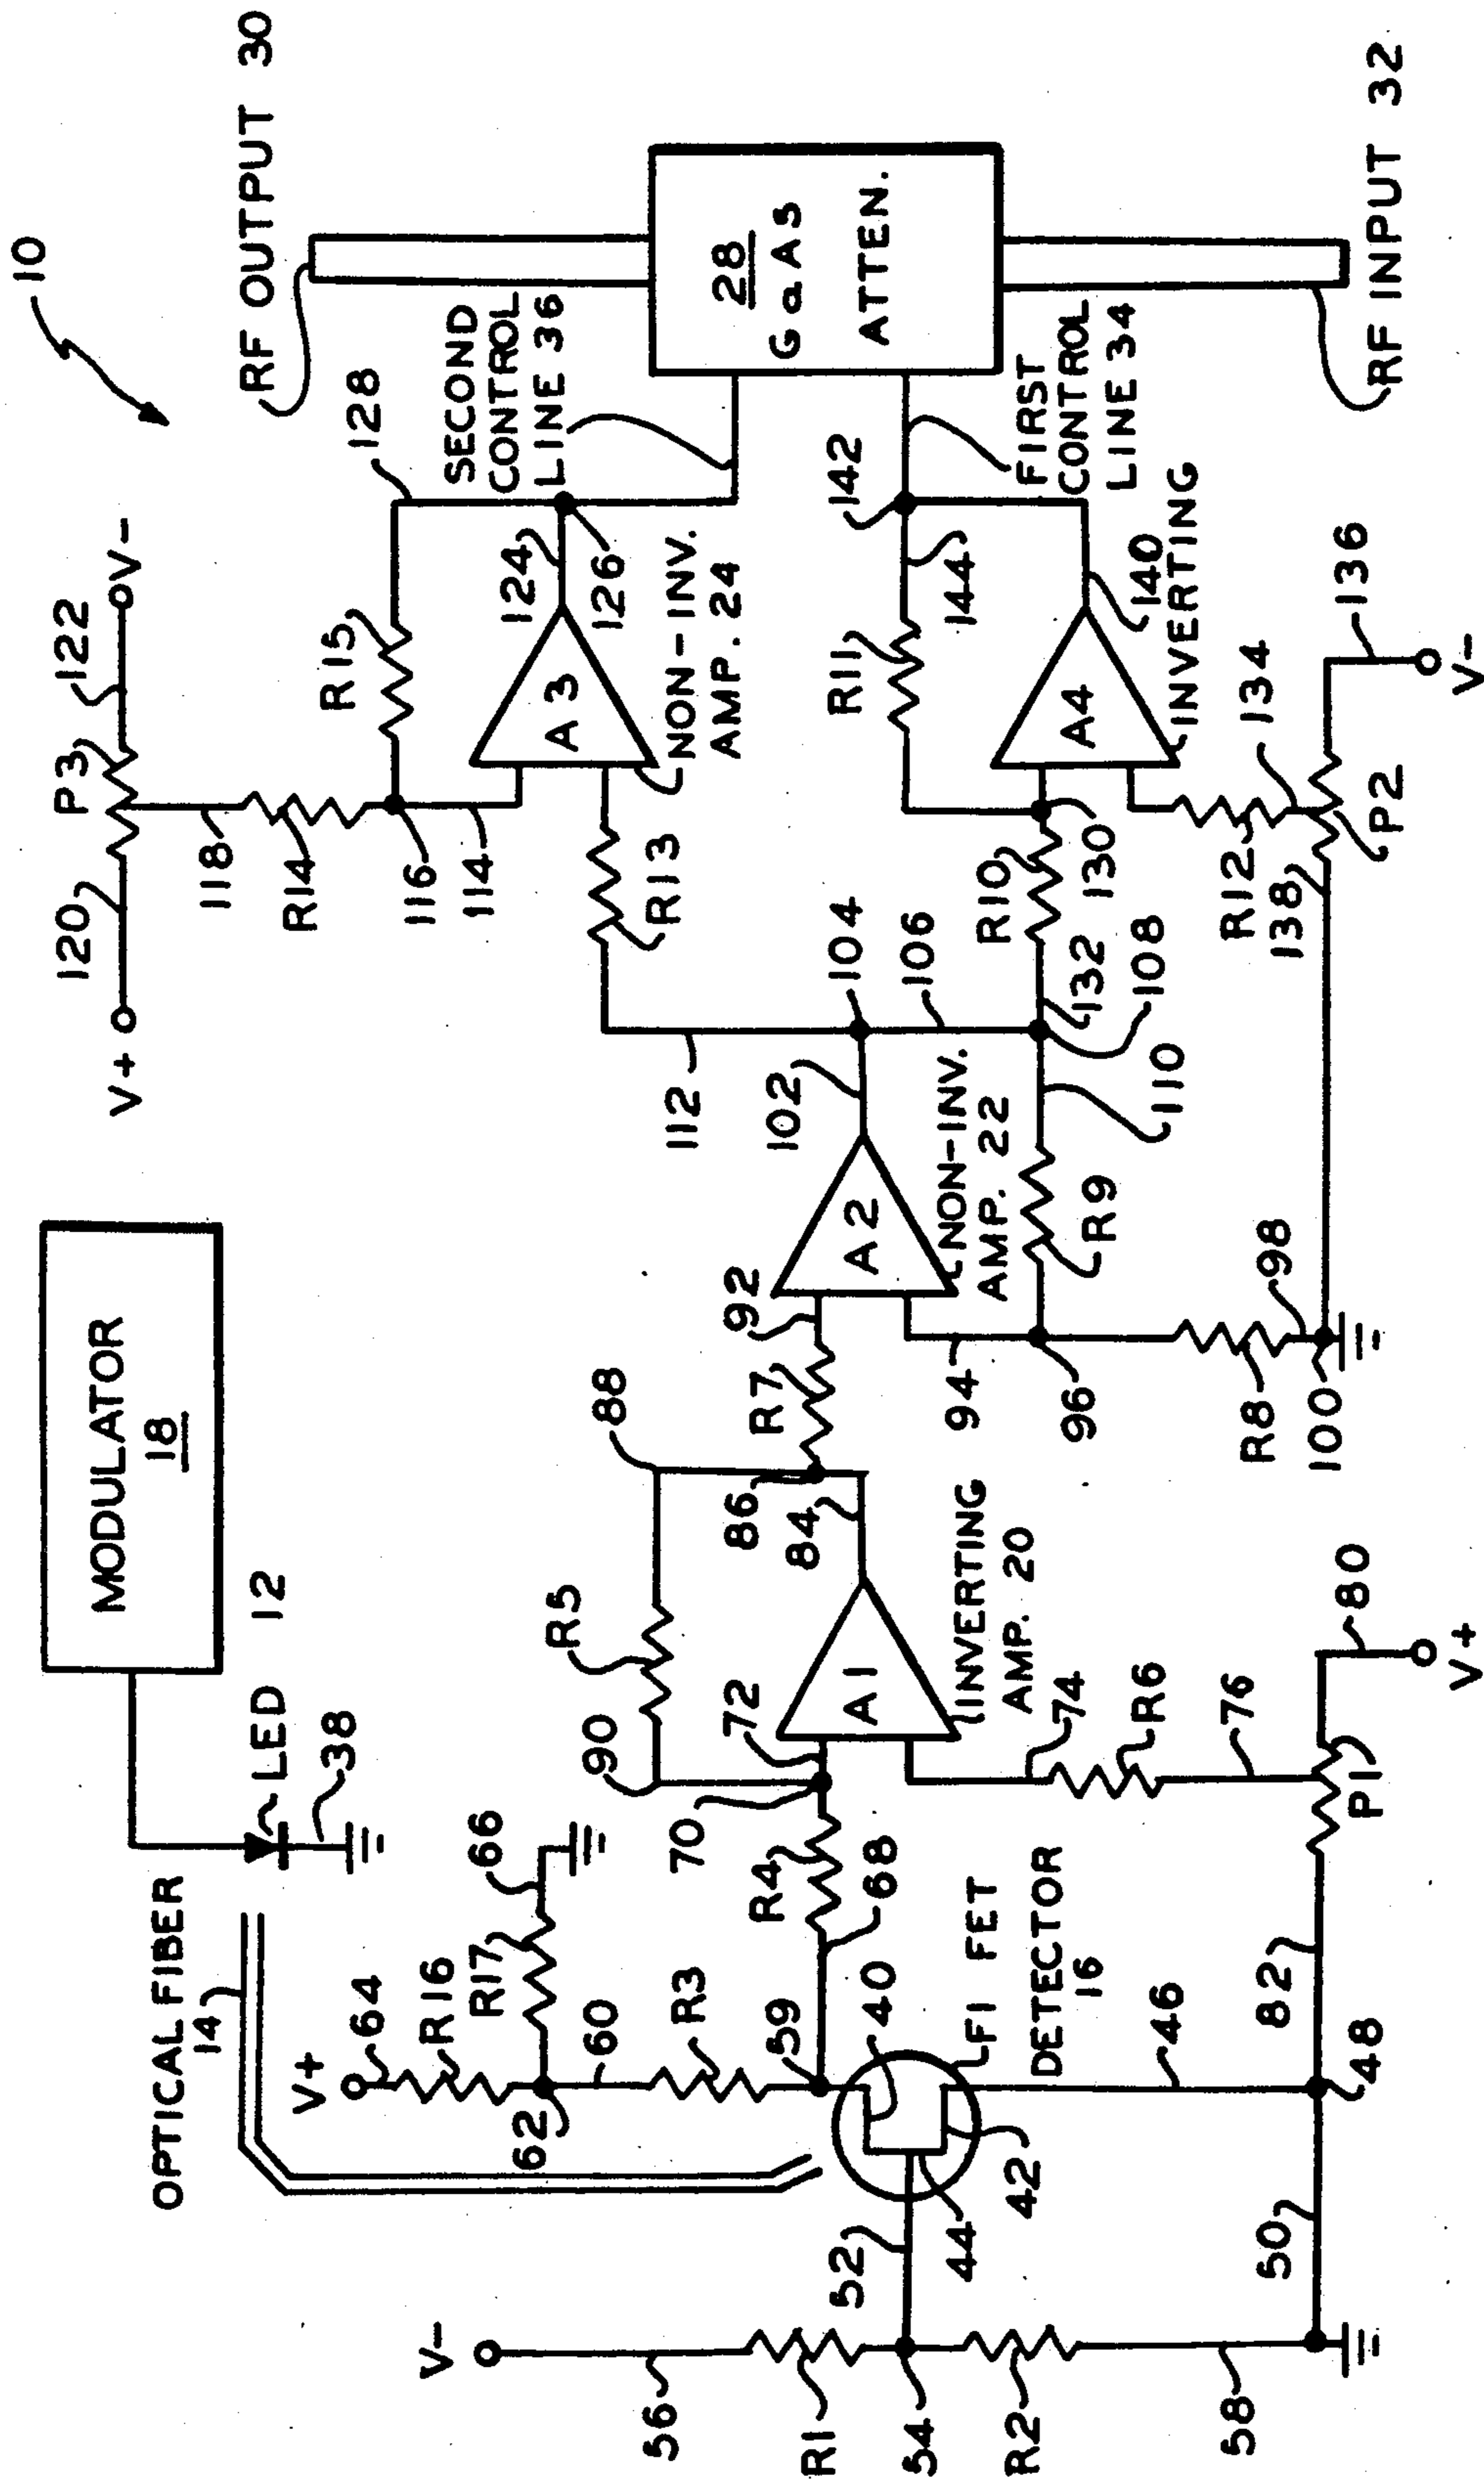 10
RF OUTPUT 30
V+
120
P3
122
V-
118
R14
116
114
R15
128
SECOND
CONTROL
LINE 36
A3
124
126
NON-INV.
AMP. 24
R13
28
GaAs
ATTEN.
FIRST
CONTROL
LINE 34
RF INPUT 32
142
144
R11
A4
140
INVERTING
R10
130
132
108
104
106
112
102
110
R12
134
138
P2
136
V-
MODULATOR
18
LED 12
38
OPTICAL FIBER
14
V+
64
R16
R17
66
62
60
R3
59
40
68
R4
70
72
90
R5
88
86
84
A1
INVERTING
AMP. 20
74
R6
76
P1
80
V+
R7
92
A2
NON-INV.
AMP. 22
94
96
R9
R8
98
100
F1 FET
DETECTOR
16
46
82
48
42
44
52
50
V-
56
R1
54
R2
58